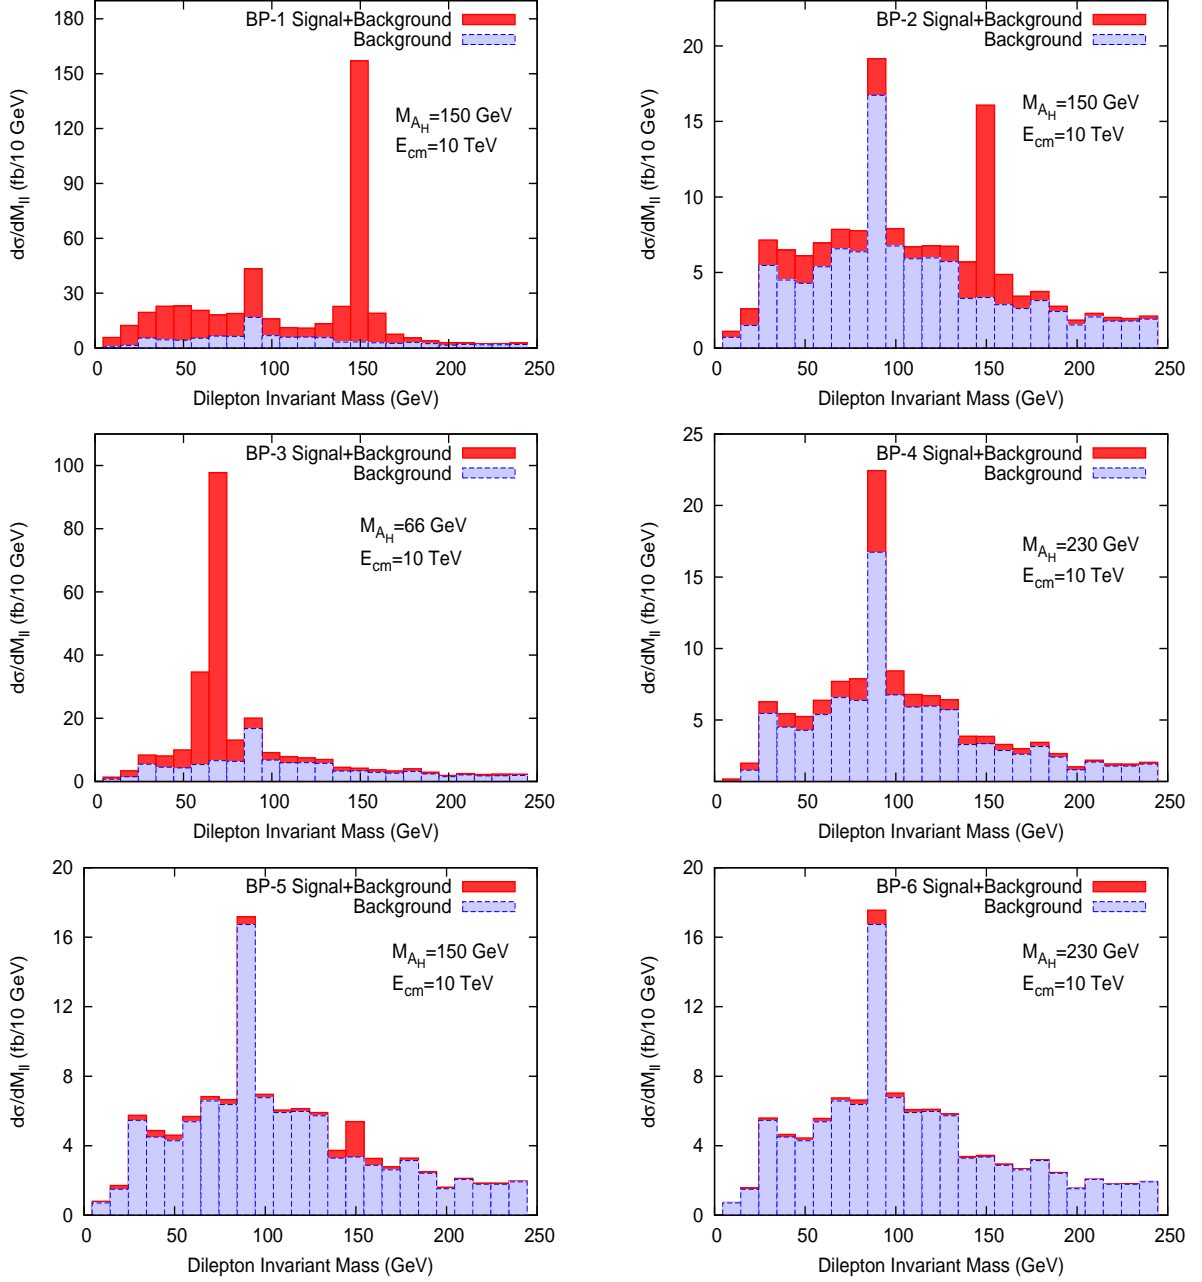 BP-1 Signal+Background
Background
M_{A_H}=150 GeV
E_{cm}=10 TeV
dσ/dM_{ll} (fb/10 GeV)
180
150
120
90
60
30
0
0 50 100 150 200 250
Dilepton Invariant Mass (GeV)
BP-2 Signal+Background
Background
M_{A_H}=150 GeV
E_{cm}=10 TeV
dσ/dM_{ll} (fb/10 GeV)
20
15
10
5
0
0 50 100 150 200 250
Dilepton Invariant Mass (GeV)
BP-3 Signal+Background
Background
M_{A_H}=66 GeV
E_{cm}=10 TeV
dσ/dM_{ll} (fb/10 GeV)
100
80
60
40
20
0
0 50 100 150 200 250
Dilepton Invariant Mass (GeV)
BP-4 Signal+Background
Background
M_{A_H}=230 GeV
E_{cm}=10 TeV
dσ/dM_{ll} (fb/10 GeV)
25
20
15
10
5
0 50 100 150 200 250
Dilepton Invariant Mass (GeV)
BP-5 Signal+Background
Background
M_{A_H}=150 GeV
E_{cm}=10 TeV
dσ/dM_{ll} (fb/10 GeV)
20
16
12
8
4
0
0 50 100 150 200 250
Dilepton Invariant Mass (GeV)
BP-6 Signal+Background
Background
M_{A_H}=230 GeV
E_{cm}=10 TeV
dσ/dM_{ll} (fb/10 GeV)
20
16
12
8
4
0
0 50 100 150 200 250
Dilepton Invariant Mass (GeV)